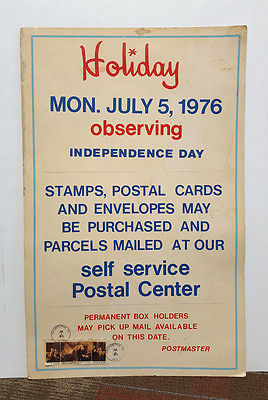 Holiday
MON. JULY 5, 1976
observing
INDEPENDENCE DAY
STAMPS, POSTAL CARDS
AND ENVELOPES MAY
BE PURCHASED AND
PARCELS MAILED AT OUR
self service
Postal Center
PERMANENT BOX HOLDERS
MAY PICK UP MAIL AVAILABLE
ON THIS DATE.
POSTMASTER